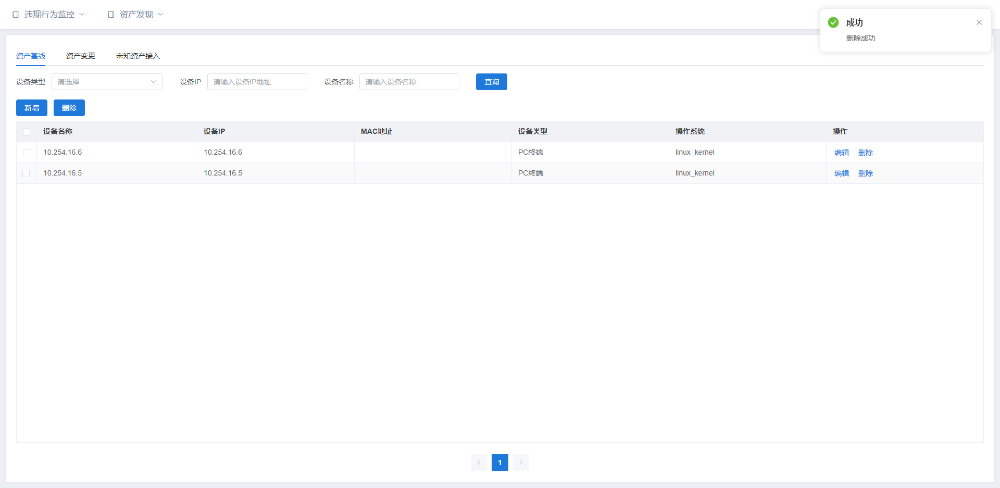 违规行为监控 资产发现
成功
删除成功
资产基线 资产变更 未知资产接入
设备类型 请选择 设备IP 请输入设备IP地址 设备名称 请输入设备名称 查询
新增 删除
设备名称 设备IP MAC地址 设备类型 操作系统 操作
10.254.16.6 10.254.16.6 PC终端 linux_kernel 编辑 删除
10.254.16.5 10.254.16.5 PC终端 linux_kernel 编辑 删除
1